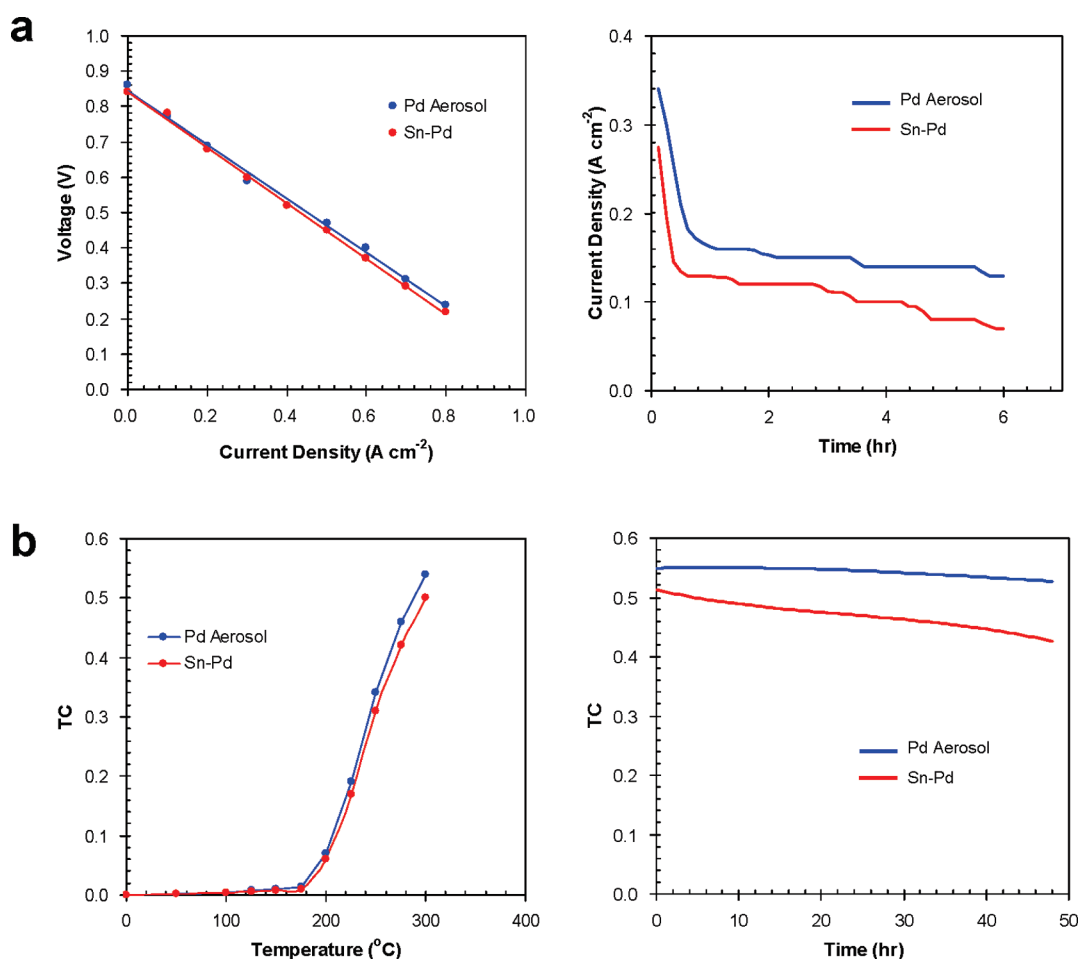 a
1.0
0.9
0.8
0.7
0.6
0.5
0.4
0.3
0.2
0.1
0.0
Voltage (V)
Pd Aerosol
Sn-Pd
0.0 0.2 0.4 0.6 0.8 1.0
Current Density (A cm⁻²)
0.4
0.3
0.2
0.1
0.0
Current Density (A cm⁻²)
Pd Aerosol
Sn-Pd
0 2 4 6
Time (hr)
b
0.6
0.5
0.4
0.3
0.2
0.1
0.0
TC
Pd Aerosol
Sn-Pd
0 100 200 300 400
Temperature (°C)
0.6
0.5
0.4
0.3
0.2
0.1
0.0
TC
Pd Aerosol
Sn-Pd
0 10 20 30 40 50
Time (hr)